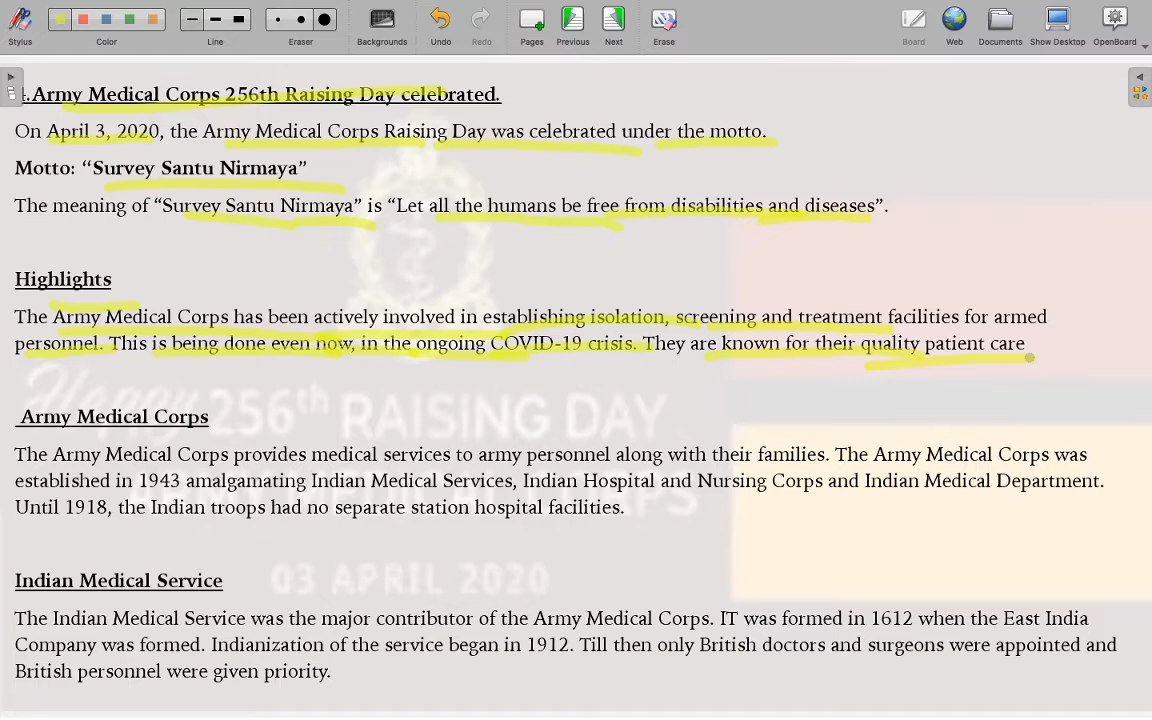 Stylus
Color
Line
Eraser
Backgrounds
Undo
Redo
Pages
Previous
Next
Erase
Board
Web
Documents
Show Desktop
OpenBoard
.Army Medical Corps 256th Raising Day celebrated.
On April 3, 2020, the Army Medical Corps Raising Day was celebrated under the motto.
Motto: “Survey Santu Nirmaya”
The meaning of “Survey Santu Nirmaya” is “Let all the humans be free from disabilities and diseases”.
Highlights
The Army Medical Corps has been actively involved in establishing isolation, screening and treatment facilities for armed
personnel. This is being done even now, in the ongoing COVID-19 crisis. They are known for their quality patient care
Happy 256th RAISING DAY
Army Medical Corps
The Army Medical Corps provides medical services to army personnel along with their families. The Army Medical Corps was
established in 1943 amalgamating Indian Medical Services, Indian Hospital and Nursing Corps and Indian Medical Department.
ARMY MEDICAL CORPS
Until 1918, the Indian troops had no separate station hospital facilities.
Indian Medical Service
03 APRIL 2020
The Indian Medical Service was the major contributor of the Army Medical Corps. IT was formed in 1612 when the East India
Company was formed. Indianization of the service began in 1912. Till then only British doctors and surgeons were appointed and
British personnel were given priority.